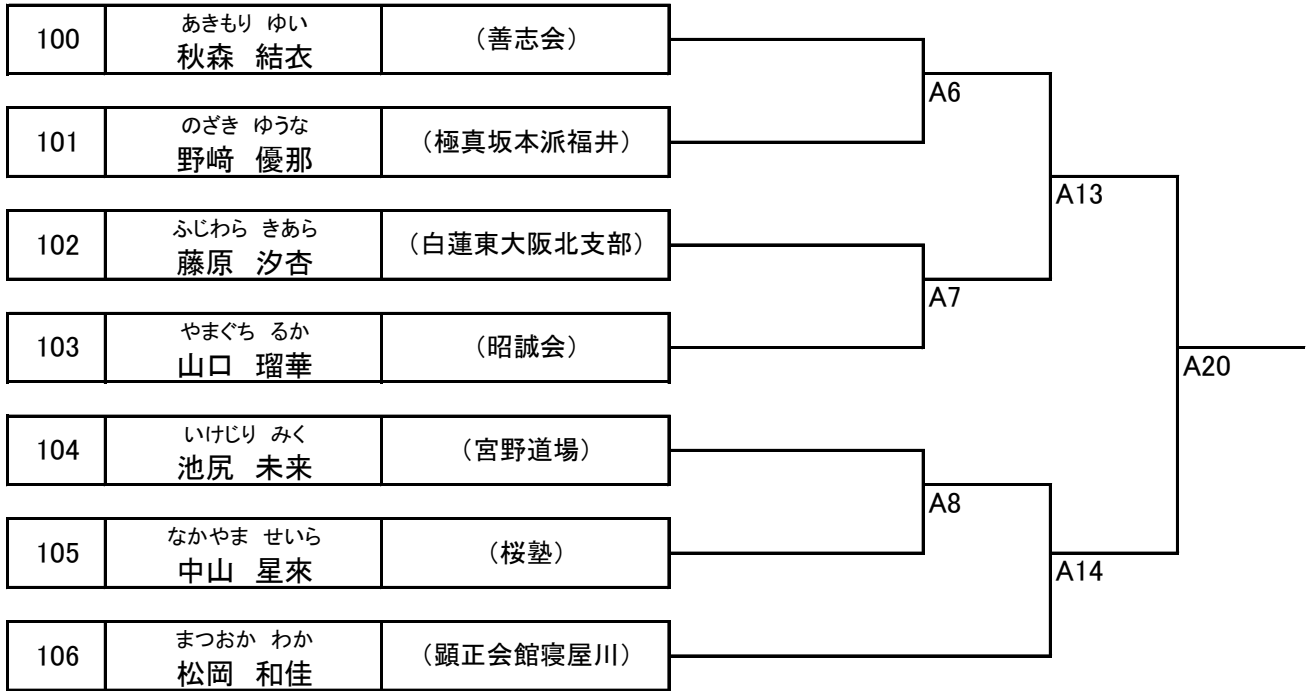 100
あきもり ゆい
秋森 結衣
（善志会）
A6
101
のざき ゆうな
野﨑 優那
（極真坂本派福井）
A13
102
ふじわら きあら
藤原 汐杏
（白蓮東大阪北支部）
A7
103
やまぐち るか
山口 瑠華
（昭誠会）
A20
104
いけじり みく
池尻 未来
（宮野道場）
A8
105
なかやま せいら
中山 星來
（桜塾）
A14
106
まつおか わか
松岡 和佳
（顕正会館寝屋川）